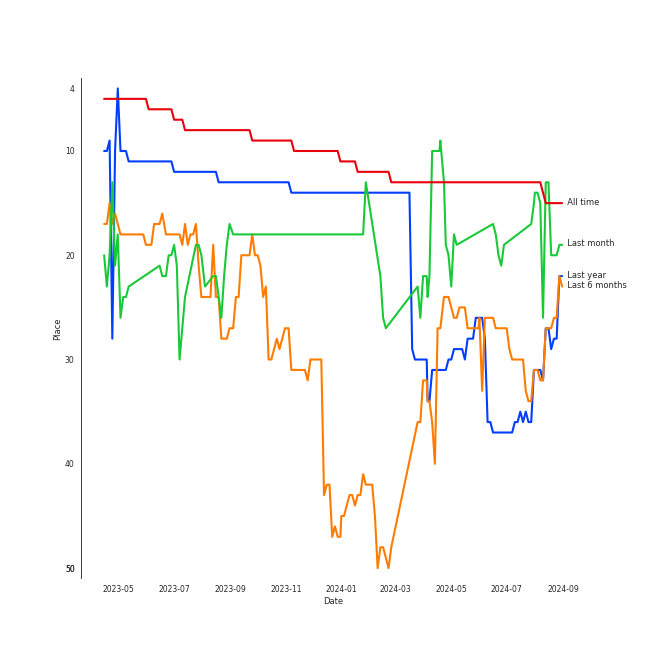 4
10
20
30
40
50
Place
2023-05
2023-07
2023-09
2023-11
2024-01
2024-03
2024-05
2024-07
2024-09
Date
All time
Last month
Last year
Last 6 months